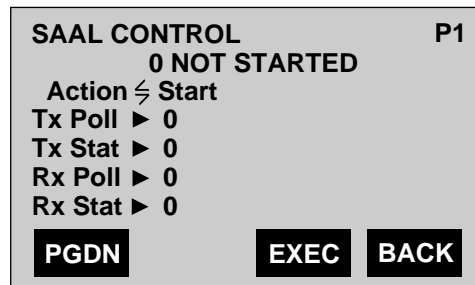 SAAL CONTROL P1
0 NOT STARTED
Action ⇆ Start
Tx Poll ► 0
Tx Stat ► 0
Rx Poll ► 0
Rx Stat ► 0
PGDN EXEC BACK